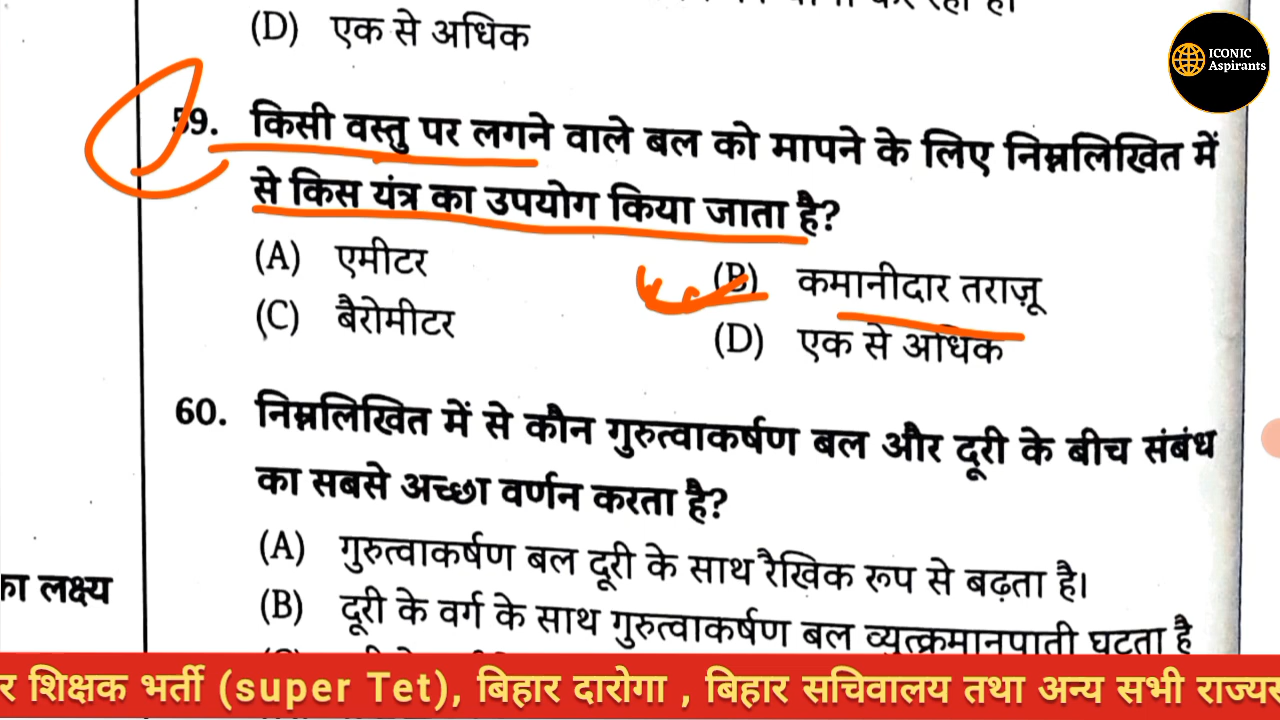 (D) एक से अधिक
ICONIC
Aspirants
59. किसी वस्तु पर लगने वाले बल को मापने के लिए निम्नलिखित में
से किस यंत्र का उपयोग किया जाता है?
(A) एमीटर (B) कमानीदार तराज़ू
(C) बैरोमीटर (D) एक से अधिक
60. निम्नलिखित में से कौन गुरुत्वाकर्षण बल और दूरी के बीच संबंध
का सबसे अच्छा वर्णन करता है?
(A) गुरुत्वाकर्षण बल दूरी के साथ रैखिक रूप से बढ़ता है।
का लक्ष्य
(B) दूरी के वर्ग के साथ गुरुत्वाकर्षण बल व्युत्क्रमानुपाती घटता है
र शिक्षक भर्ती (super Tet), बिहार दारोगा , बिहार सचिवालय तथा अन्य सभी